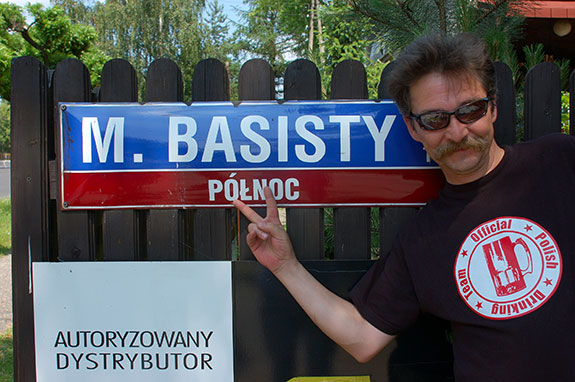 M. BASISTY
PÓŁNOC
AUTORYZOWANY
DYSTRYBUTOR
Official Polish
Drinking Team